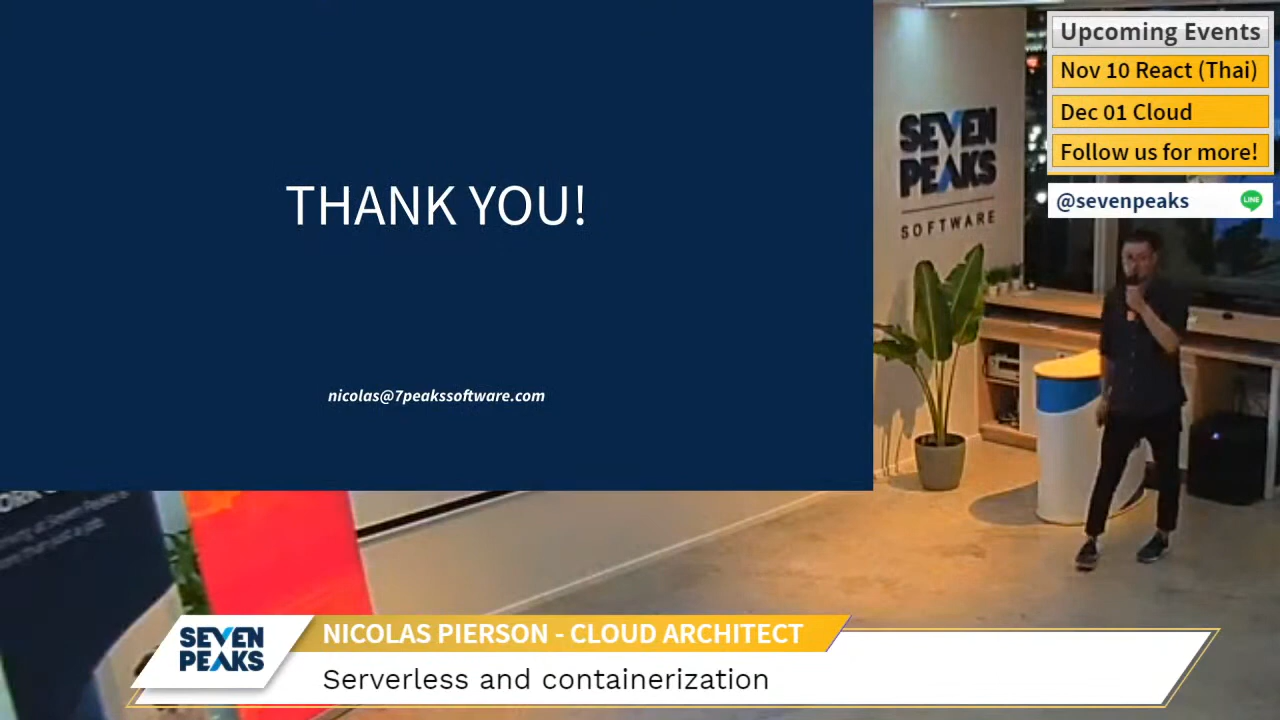 THANK YOU!
nicolas@7peakssoftware.com
SEVEN
PEAKS
SOFTWARE
Upcoming Events
Nov 10 React (Thai)
Dec 01 Cloud
Follow us for more!
@sevenpeaks
LINE
SEVEN
PEAKS
NICOLAS PIERSON - CLOUD ARCHITECT
Serverless and containerization